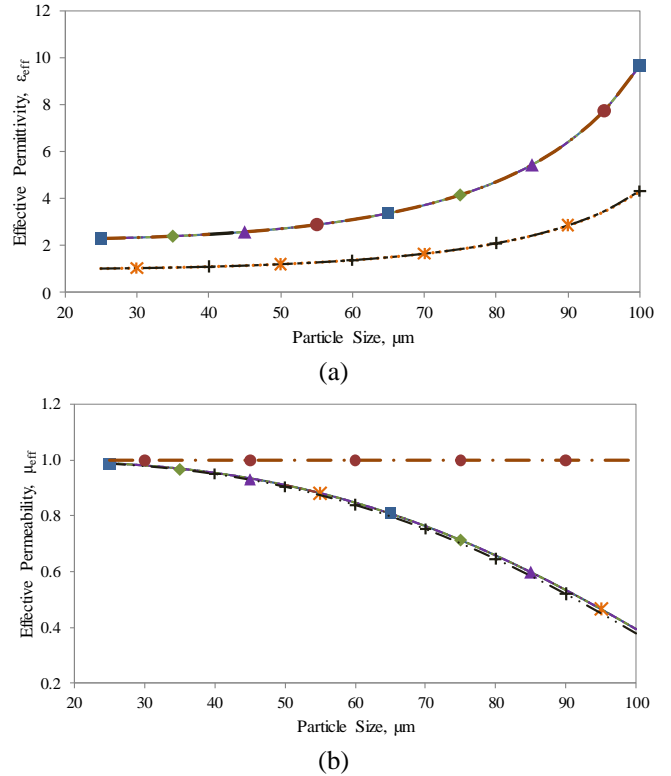 12
10
8
6
4
2
0
Effective Permittivity, εeff
20 30 40 50 60 70 80 90 100
Particle Size, μm
(a)
1.2
1.0
0.8
0.6
0.4
0.2
Effective Permeability, μeff
20 30 40 50 60 70 80 90 100
Particle Size, μm
(b)